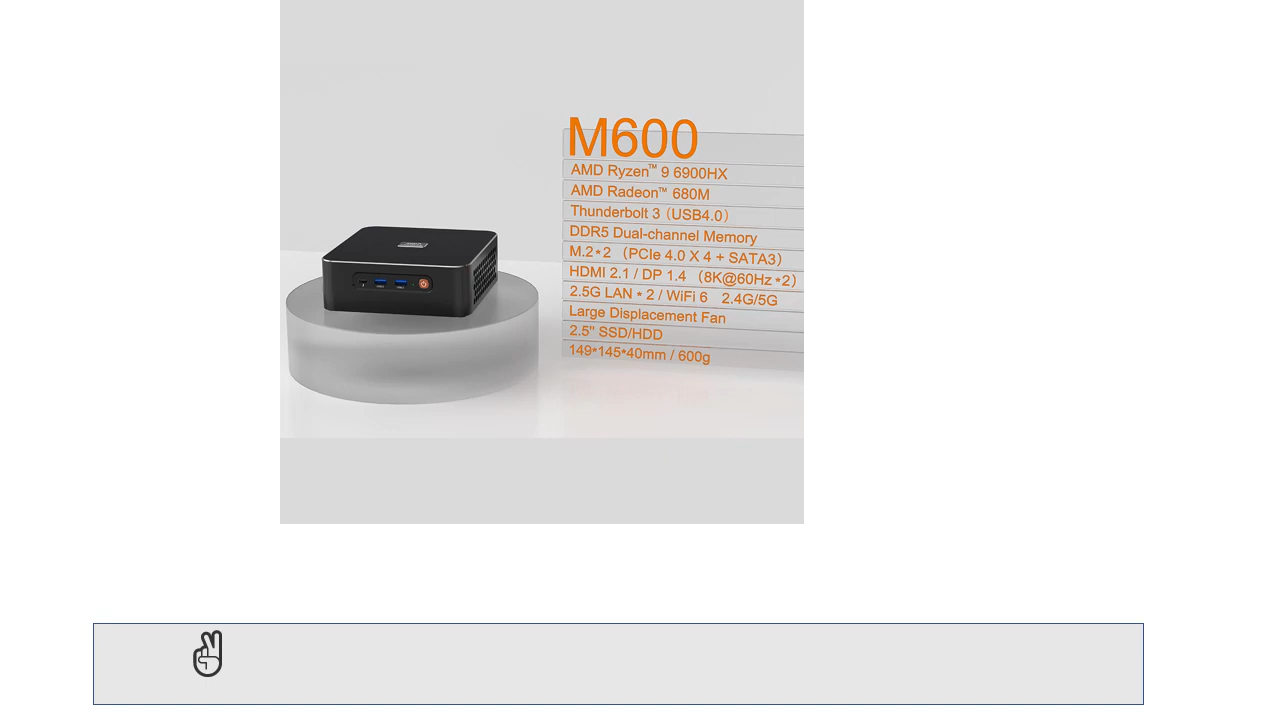 M600
AMD Ryzen™ 9 6900HX
AMD Radeon™ 680M
Thunderbolt 3（USB4.0）
DDR5 Dual-channel Memory
M.2*2 （PCIe 4.0 X 4 + SATA3）
HDMI 2.1 / DP 1.4 （8K@60Hz *2）
2.5G LAN * 2 / WiFi 6 2.4G/5G
Large Displacement Fan
2.5" SSD/HDD
149*145*40mm / 600g